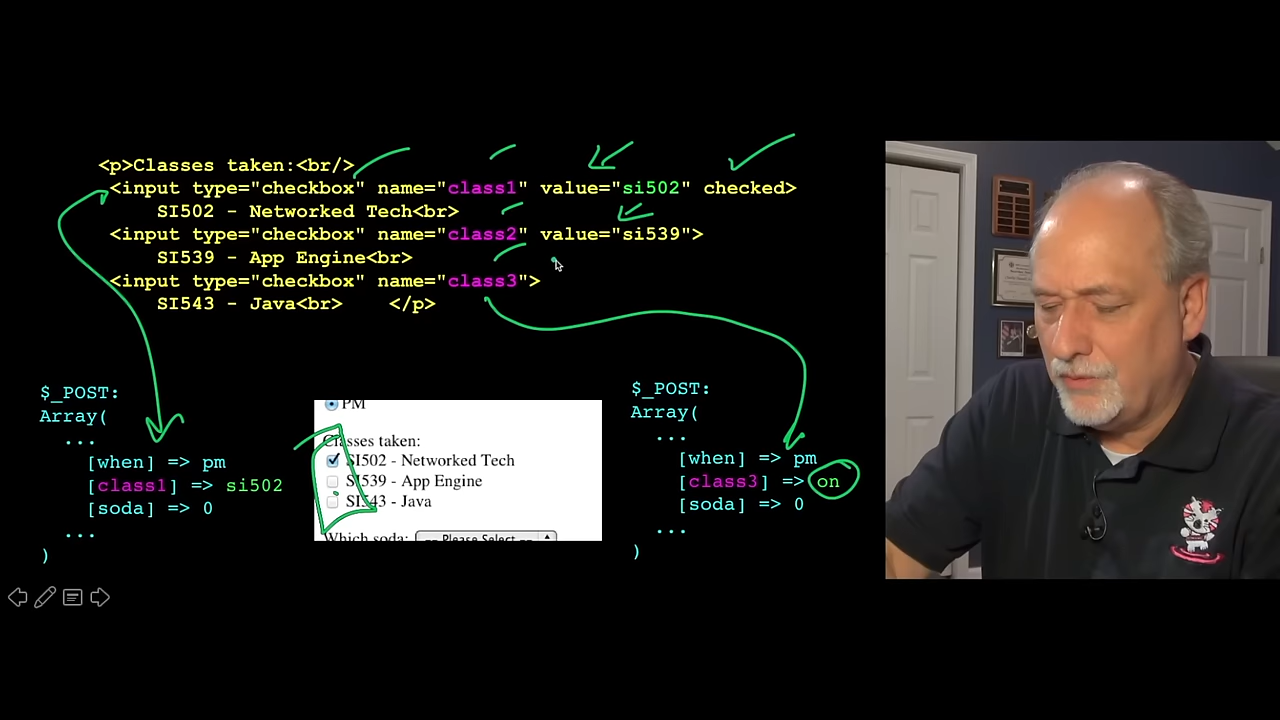 <p>Classes taken:<br/>
<input type="checkbox" name="class1" value="si502" checked>
SI502 - Networked Tech<br>
<input type="checkbox" name="class2" value="si539">
SI539 - App Engine<br>
<input type="checkbox" name="class3">
SI543 - Java<br>    </p>
$_POST:
Array(
...
[when] => pm
[class1] => si502
[soda] => 0
...
)
PM
Classes taken:
SI502 - Networked Tech
SI539 - App Engine
SI543 - Java
Which soda: -- Please Select --
$_POST:
Array(
...
[when] => pm
[class3] => on
[soda] => 0
...
)